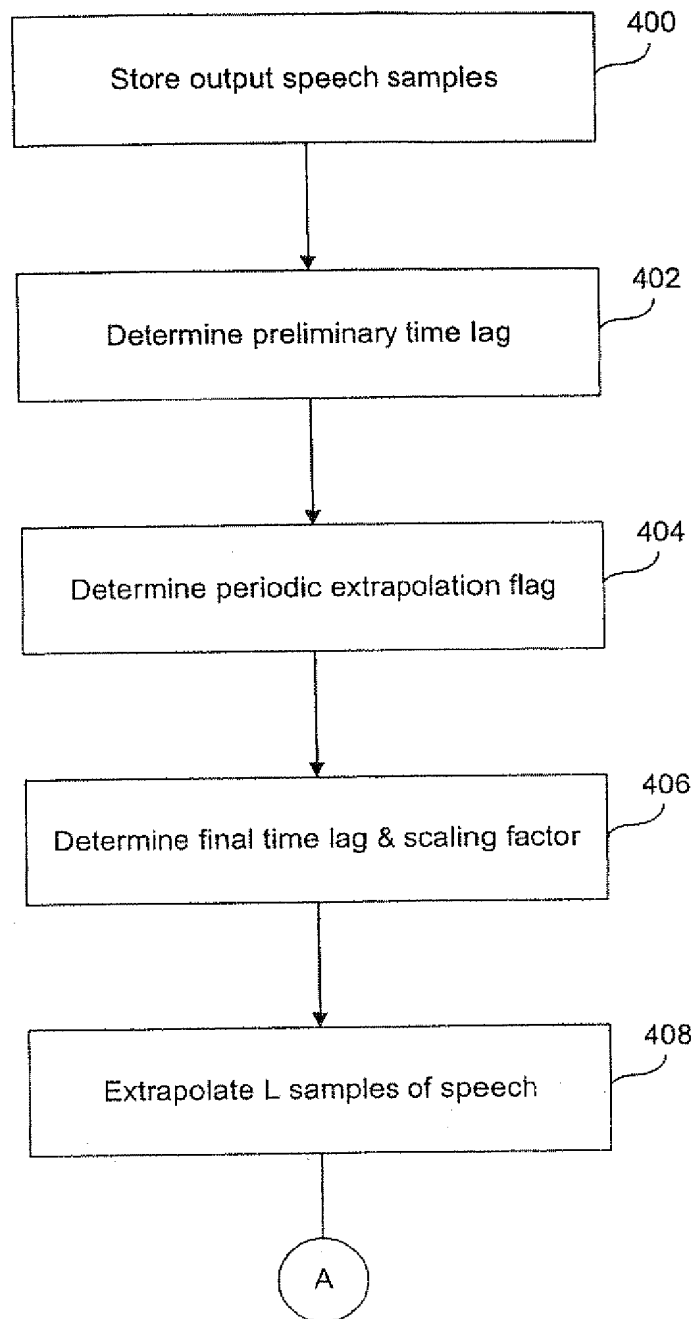 400
Store output speech samples
402
Determine preliminary time lag
404
Determine periodic extrapolation flag
406
Determine final time lag & scaling factor
408
Extrapolate L samples of speech
A